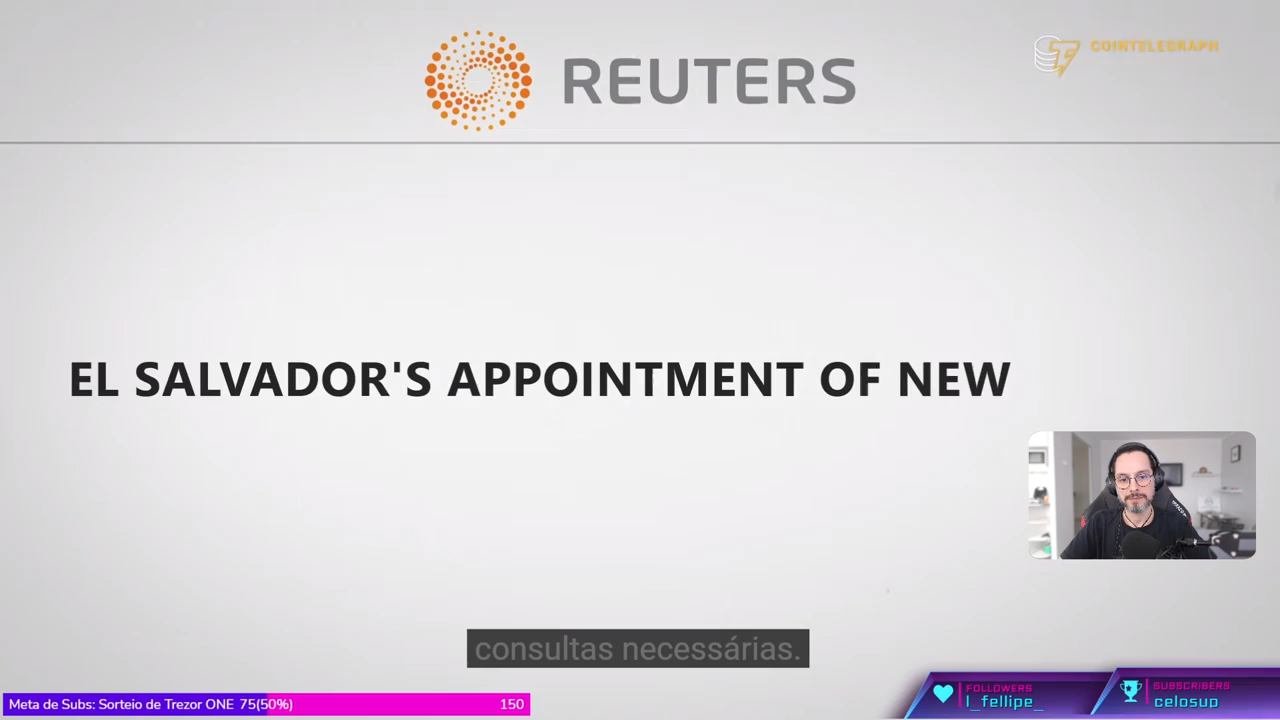 REUTERS
COINTELEGRAPH
EL SALVADOR'S APPOINTMENT OF NEW
consultas necessárias.
Meta de Subs: Sorteio de Trezor ONE 75(50%)
150
FOLLOWERS
l_fellipe_
SUBSCRIBERS
celosup